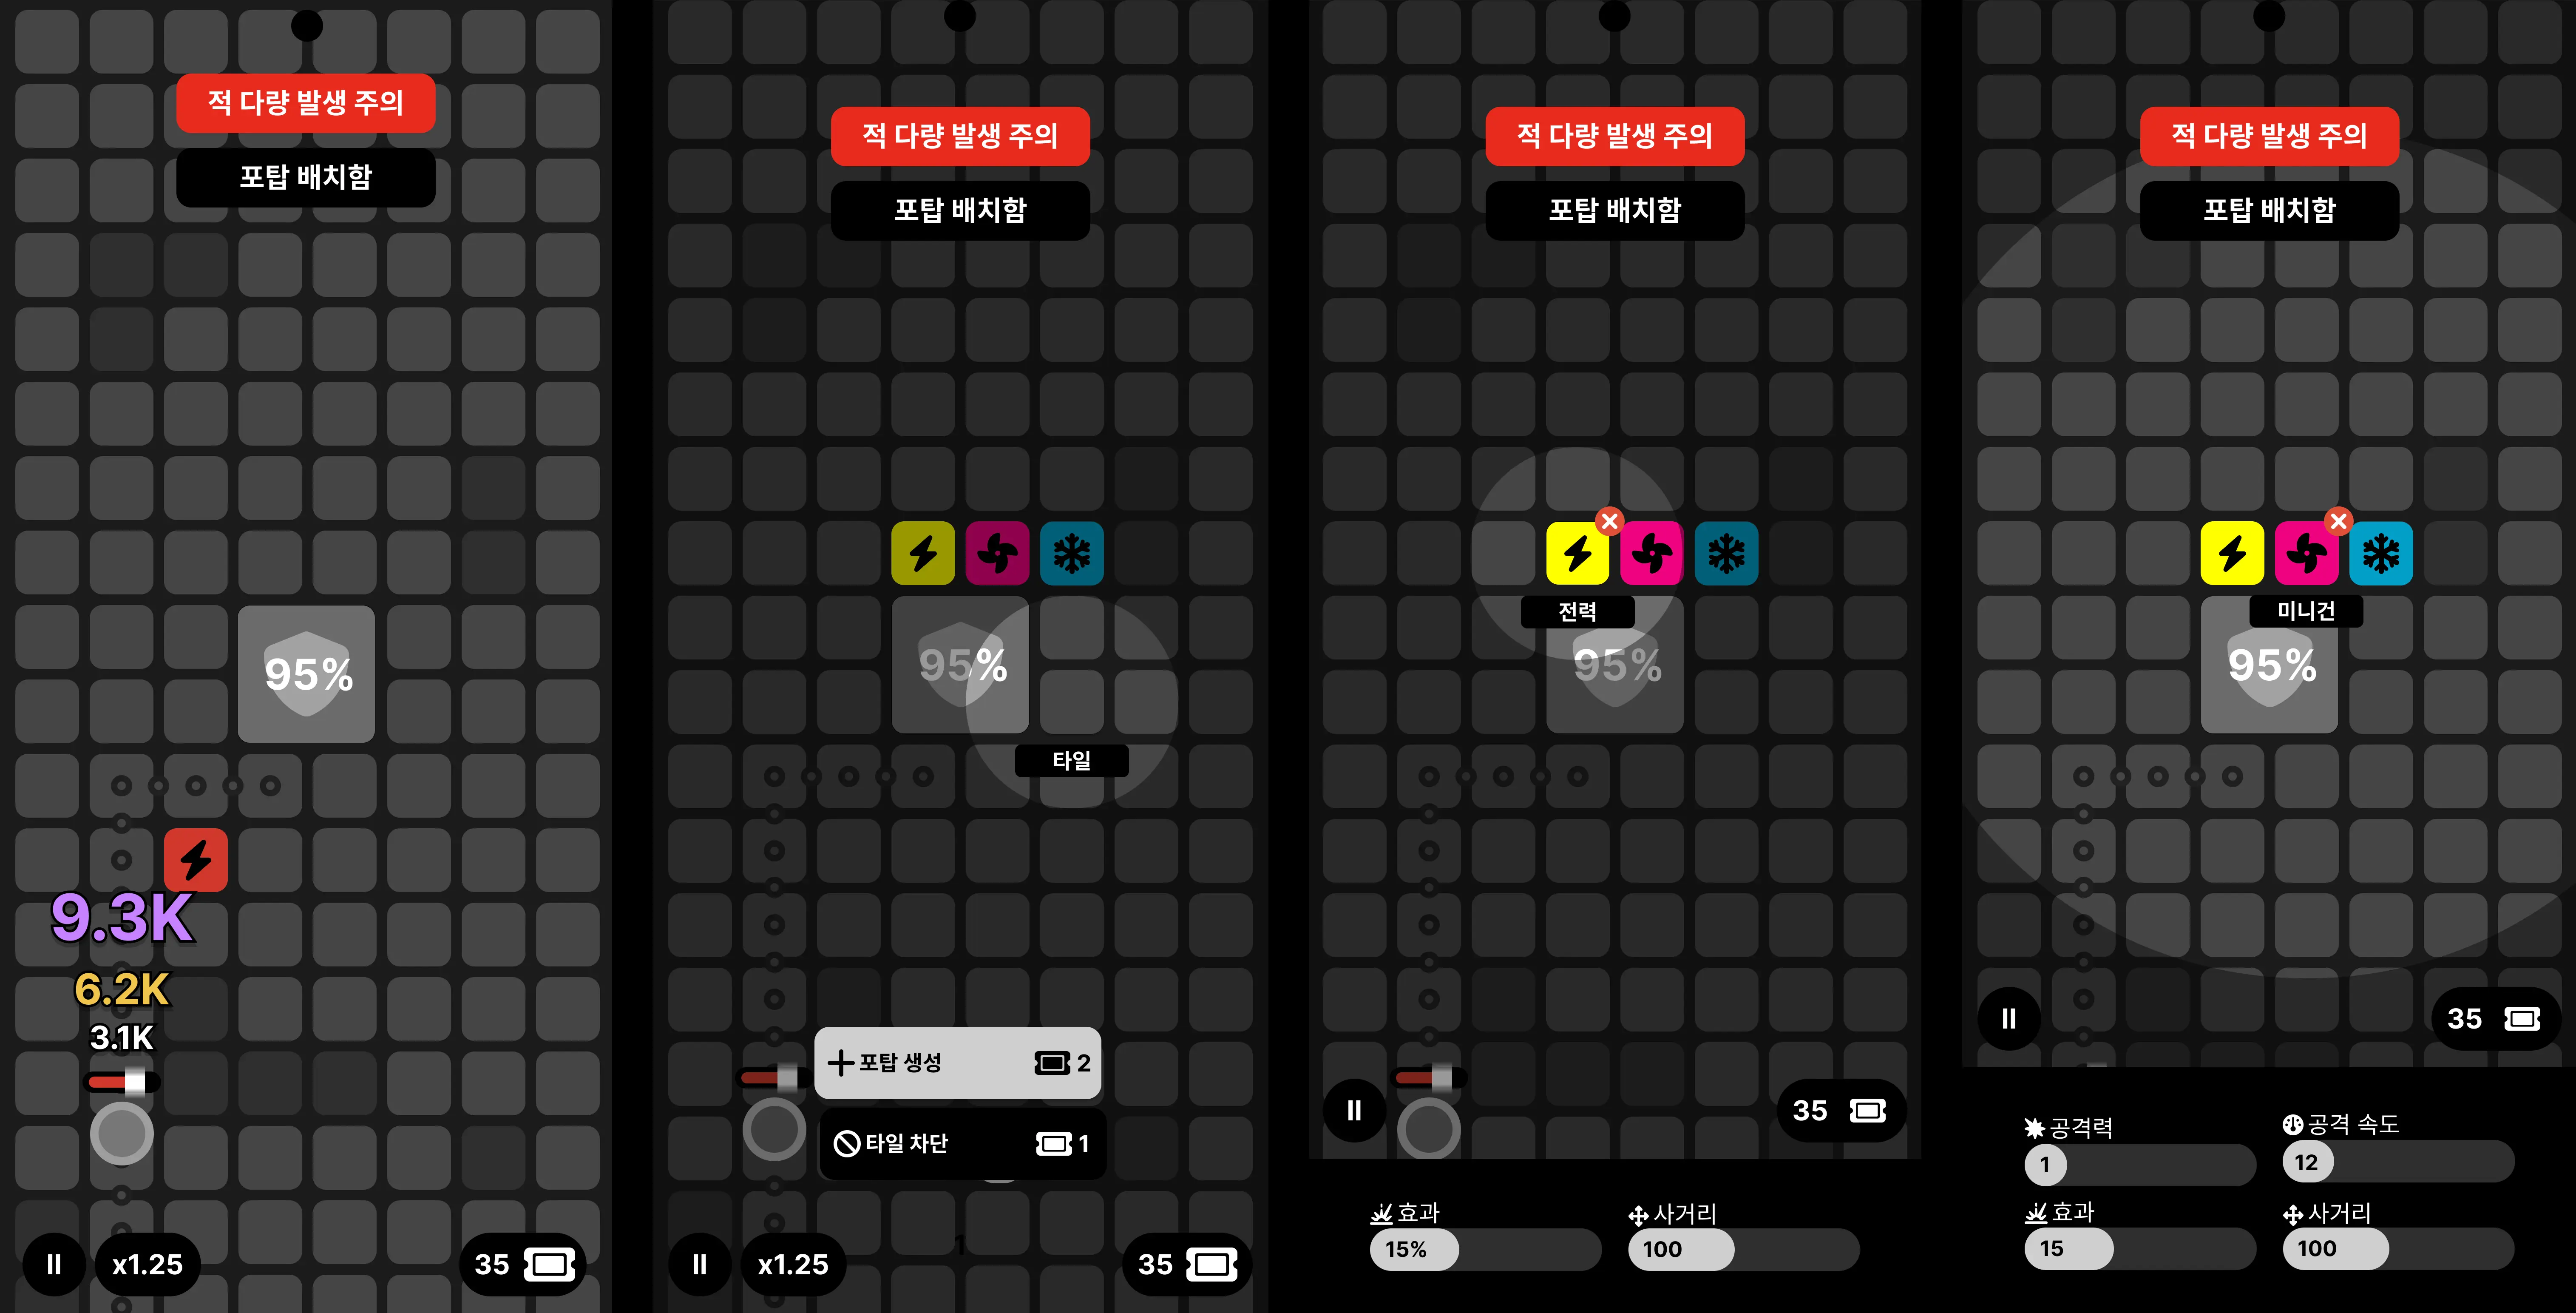 적 다량 발생 주의
포탑 배치함
95%
9.3K
6.2K
3.1K
x1.25
35
적 다량 발생 주의
포탑 배치함
95%
타일
포탑 생성 2
타일 차단 1
1
x1.25
35
적 다량 발생 주의
포탑 배치함
전력
95%
35
효과
15%
사거리
100
적 다량 발생 주의
포탑 배치함
미니건
95%
35
공격력
1
공격 속도
12
효과
15
사거리
100